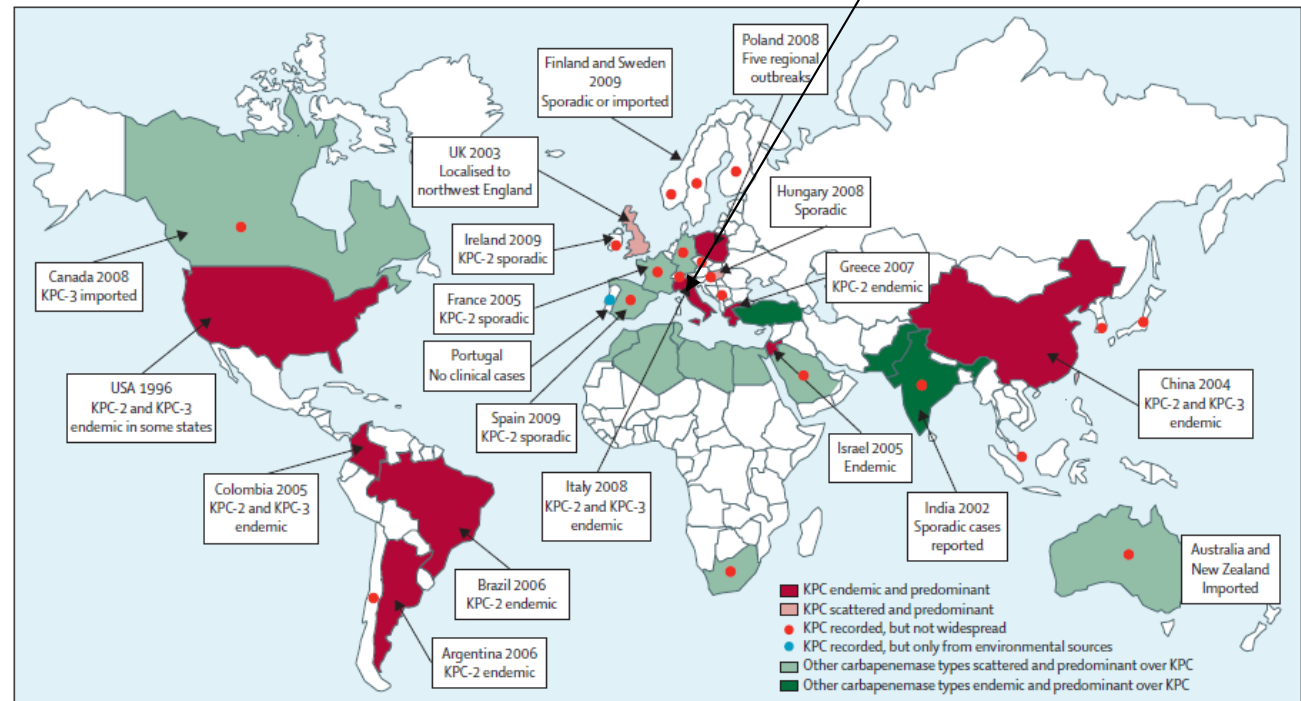 Poland 2008
Five regional
outbreaks
Finland and Sweden
2009
Sporadic or imported
UK 2003
Localised to
northwest England
Hungary 2008
Sporadic
Ireland 2009
KPC-2 sporadic
Canada 2008
KPC-3 imported
Greece 2007
KPC-2 endemic
France 2005
KPC-2 sporadic
Portugal
No clinical cases
USA 1996
KPC-2 and KPC-3
endemic in some states
China 2004
KPC-2 and KPC-3
endemic
Spain 2009
KPC-2 sporadic
Israel 2005
Endemic
Colombia 2005
KPC-2 and KPC-3
endemic
Italy 2008
KPC-2 and KPC-3
endemic
India 2002
Sporadic cases
reported
Australia and
New Zealand
Imported
Brazil 2006
KPC-2 endemic
Argentina 2006
KPC-2 endemic
KPC endemic and predominant
KPC scattered and predominant
KPC recorded, but not widespread
KPC recorded, but only from environmental sources
Other carbapenemase types scattered and predominant over KPC
Other carbapenemase types endemic and predominant over KPC